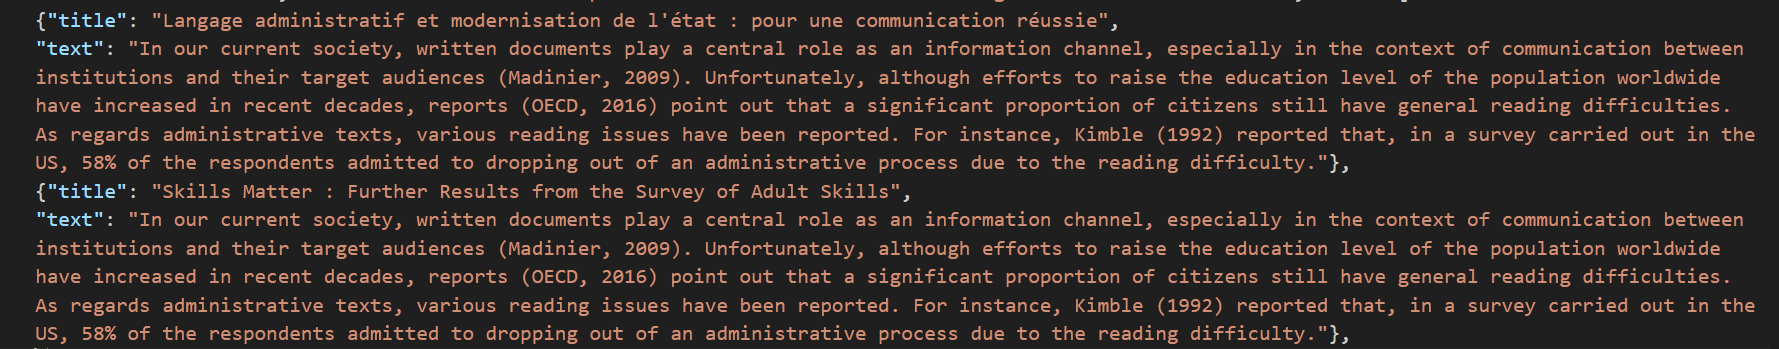 {"title": "Langage administratif et modernisation de l'état : pour une communication réussie",
"text": "In our current society, written documents play a central role as an information channel, especially in the context of communication between
institutions and their target audiences (Madinier, 2009). Unfortunately, although efforts to raise the education level of the population worldwide
have increased in recent decades, reports (OECD, 2016) point out that a significant proportion of citizens still have general reading difficulties.
As regards administrative texts, various reading issues have been reported. For instance, Kimble (1992) reported that, in a survey carried out in the
US, 58% of the respondents admitted to dropping out of an administrative process due to the reading difficulty."},
{"title": "Skills Matter : Further Results from the Survey of Adult Skills",
"text": "In our current society, written documents play a central role as an information channel, especially in the context of communication between
institutions and their target audiences (Madinier, 2009). Unfortunately, although efforts to raise the education level of the population worldwide
have increased in recent decades, reports (OECD, 2016) point out that a significant proportion of citizens still have general reading difficulties.
As regards administrative texts, various reading issues have been reported. For instance, Kimble (1992) reported that, in a survey carried out in the
US, 58% of the respondents admitted to dropping out of an administrative process due to the reading difficulty."},